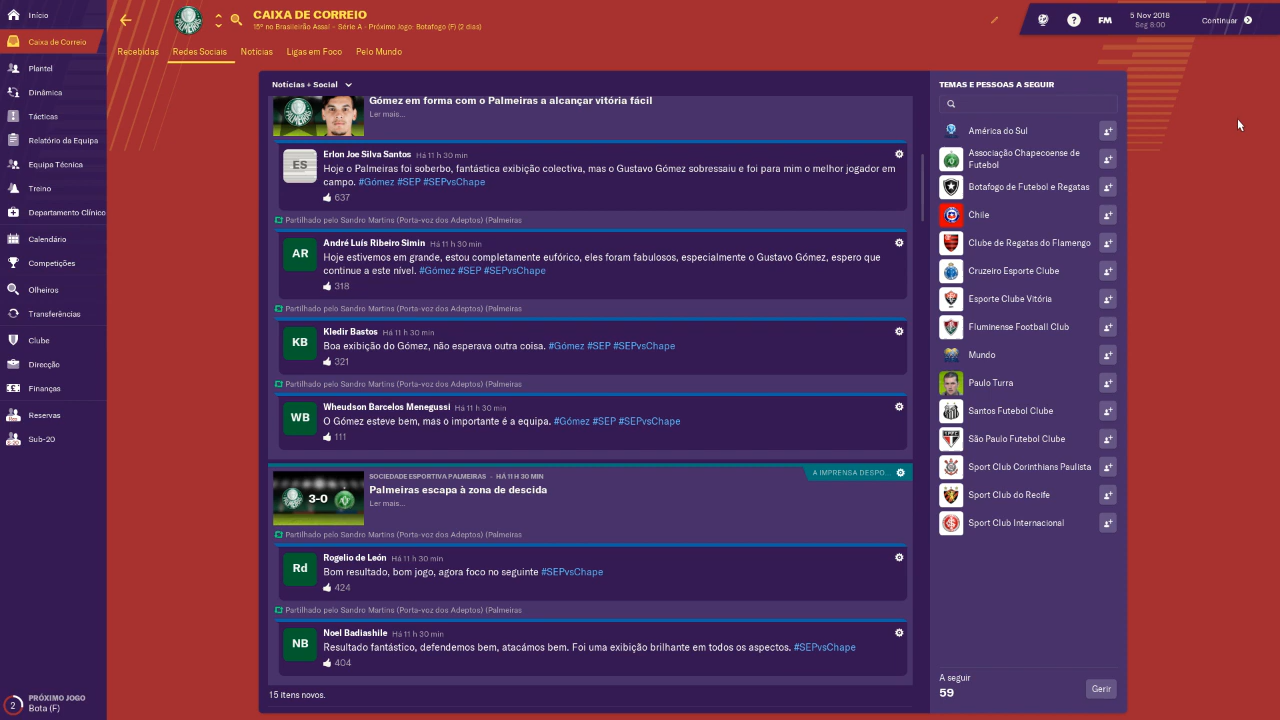 Início
Caixa de Correio
Plantel
Dinâmica
Tácticas
Relatório da Equipa
Equipa Técnica
Treino
Departamento Clínico
Calendário
Competições
Olheiros
Transferências
Clube
Direcção
Finanças
Reservas
Sub-20
2
PRÓXIMO JOGO
Bota (F)
CAIXA DE CORREIO
15º no Brasileirão Assaí – Série A - Próximo Jogo: Botafogo (F) (2 dias)
FM
5 Nov 2018
Seg 8:00
Continuar
Recebidas
Redes Sociais
Notícias
Ligas em Foco
Pelo Mundo
Notícias + Social
Gómez em forma com o Palmeiras a alcançar vitória fácil
Ler mais...
ES
Erlon Joe Silva Santos Há 11 h 30 min
Hoje o Palmeiras foi soberbo, fantástica exibição colectiva, mas o Gustavo Gómez sobressaiu e foi para mim o melhor jogador em
campo. #Gómez #SEP #SEPvsChape
637
Partilhado pelo Sandro Martins (Porta-voz dos Adeptos) (Palmeiras
AR
André Luís Ribeiro Simin Há 11 h 30 min
Hoje estivemos em grande, estou completamente eufórico, eles foram fabulosos, especialmente o Gustavo Gómez, espero que
continue a este nível. #Gómez #SEP #SEPvsChape
318
Partilhado pelo Sandro Martins (Porta-voz dos Adeptos) (Palmeiras
KB
Kledir Bastos Há 11 h 30 min
Boa exibição do Gómez, não esperava outra coisa. #Gómez #SEP #SEPvsChape
321
Partilhado pelo Sandro Martins (Porta-voz dos Adeptos) (Palmeiras
WB
Wheudson Barcelos Menegussi Há 11 h 30 min
O Gómez esteve bem, mas o importante é a equipa. #Gómez #SEP #SEPvsChape
111
SOCIEDADE ESPORTIVA PALMEIRAS - HÁ 11 H 30 MIN
A IMPRENSA DESPO...
3-0
Palmeiras escapa à zona de descida
Ler mais...
Partilhado pelo Sandro Martins (Porta-voz dos Adeptos) (Palmeiras
Rd
Rogelio de León Há 11 h 30 min
Bom resultado, bom jogo, agora foco no seguinte #SEPvsChape
424
Partilhado pelo Sandro Martins (Porta-voz dos Adeptos) (Palmeiras
NB
Noel Badiashile Há 11 h 30 min
Resultado fantástico, defendemos bem, atacámos bem. Foi uma exibição brilhante em todos os aspectos. #SEPvsChape
404
15 itens novos.
TEMAS E PESSOAS A SEGUIR
América do Sul
Associação Chapecoense de
Futebol
Botafogo de Futebol e Regatas
Chile
Clube de Regatas do Flamengo
Cruzeiro Esporte Clube
Esporte Clube Vitória
Fluminense Football Club
Mundo
Paulo Turra
Santos Futebol Clube
São Paulo Futebol Clube
Sport Club Corinthians Paulista
Sport Club do Recife
Sport Club Internacional
A seguir
59
Gerir